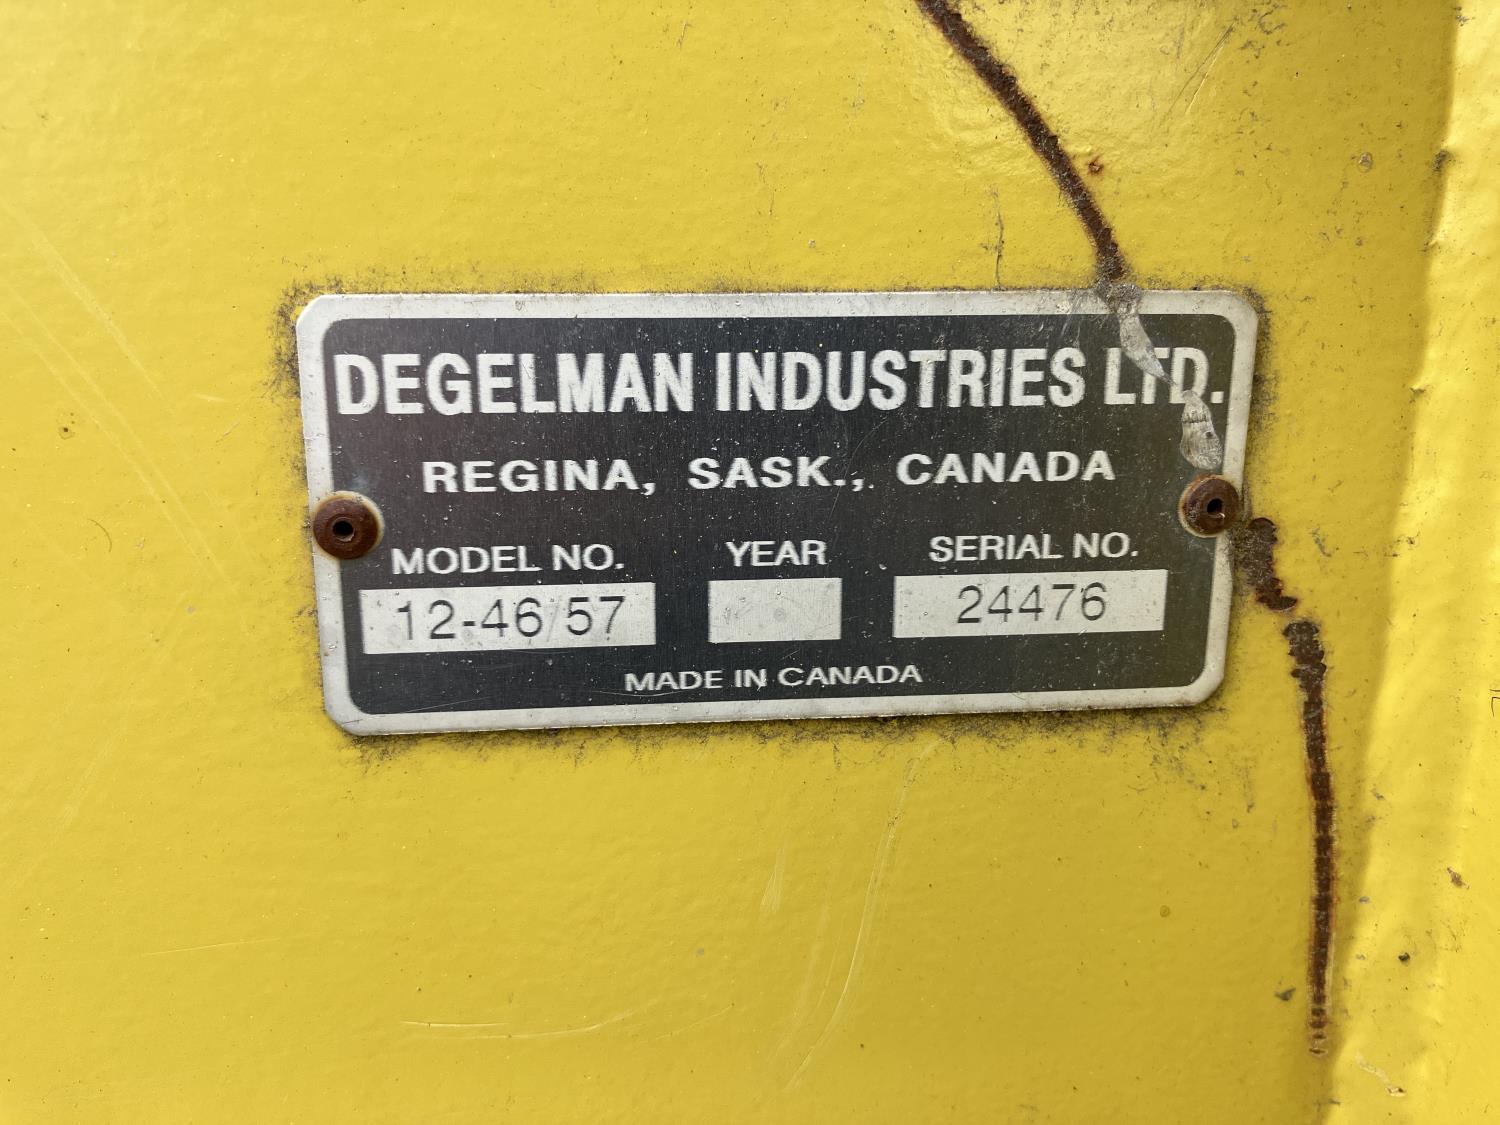 DEGELMAN INDUSTRIES LTD.
REGINA, SASK., CANADA
MODEL NO. YEAR SERIAL NO.
12-46/57 24476
MADE IN CANADA